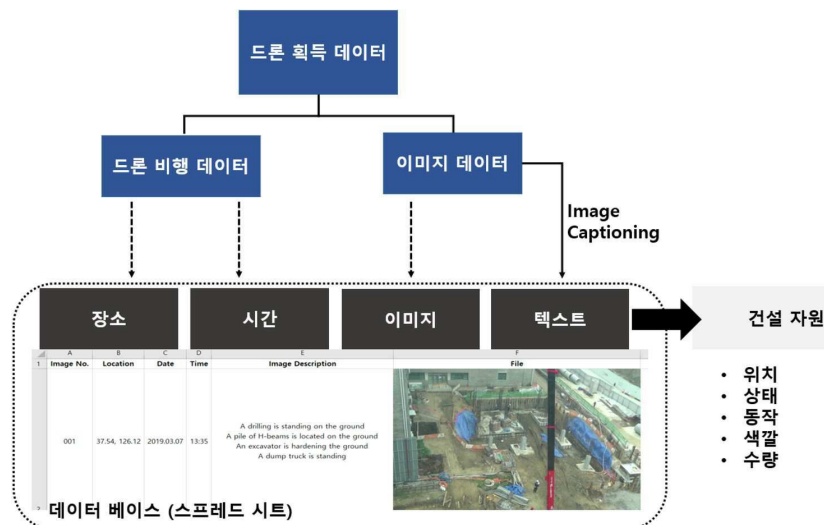 드론 획득 데이터
드론 비행 데이터
이미지 데이터
Image
Captioning
장소
시간
이미지
텍스트
건설 자원
A B C D E F
1 Image No. Location Date Time Image Description File
001 37.54, 126.12 2019.03.07 13:35
A drilling is standing on the ground
A pile of H-beams is located on the ground
An excavator is hardening the ground
A dump truck is standing
2
데이터 베이스 (스프레드 시트)
• 위치
• 상태
• 동작
• 색깔
• 수량